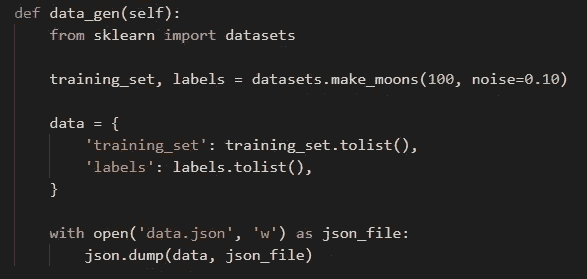 def data_gen(self):
    from sklearn import datasets

    training_set, labels = datasets.make_moons(100, noise=0.10)

    data = {
        'training_set': training_set.tolist(),
        'labels': labels.tolist(),
    }

    with open('data.json', 'w') as json_file:
        json.dump(data, json_file)